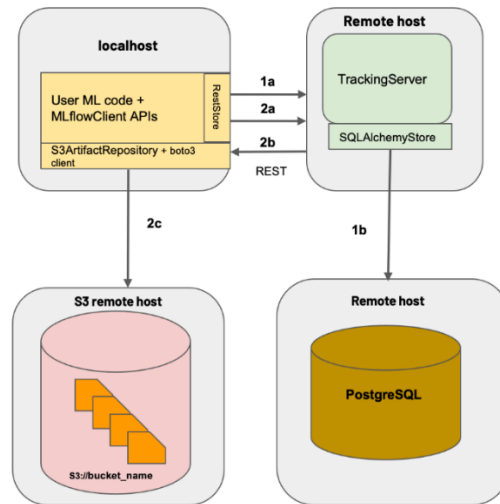 localhost
User ML code +
MLflowClient APIs
RestStore
S3ArtifactRepository + boto3
client
1a
2a
2b
REST
Remote host
TrackingServer
SQLAlchemyStore
2c
1b
S3 remote host
S3://bucket_name
Remote host
PostgreSQL